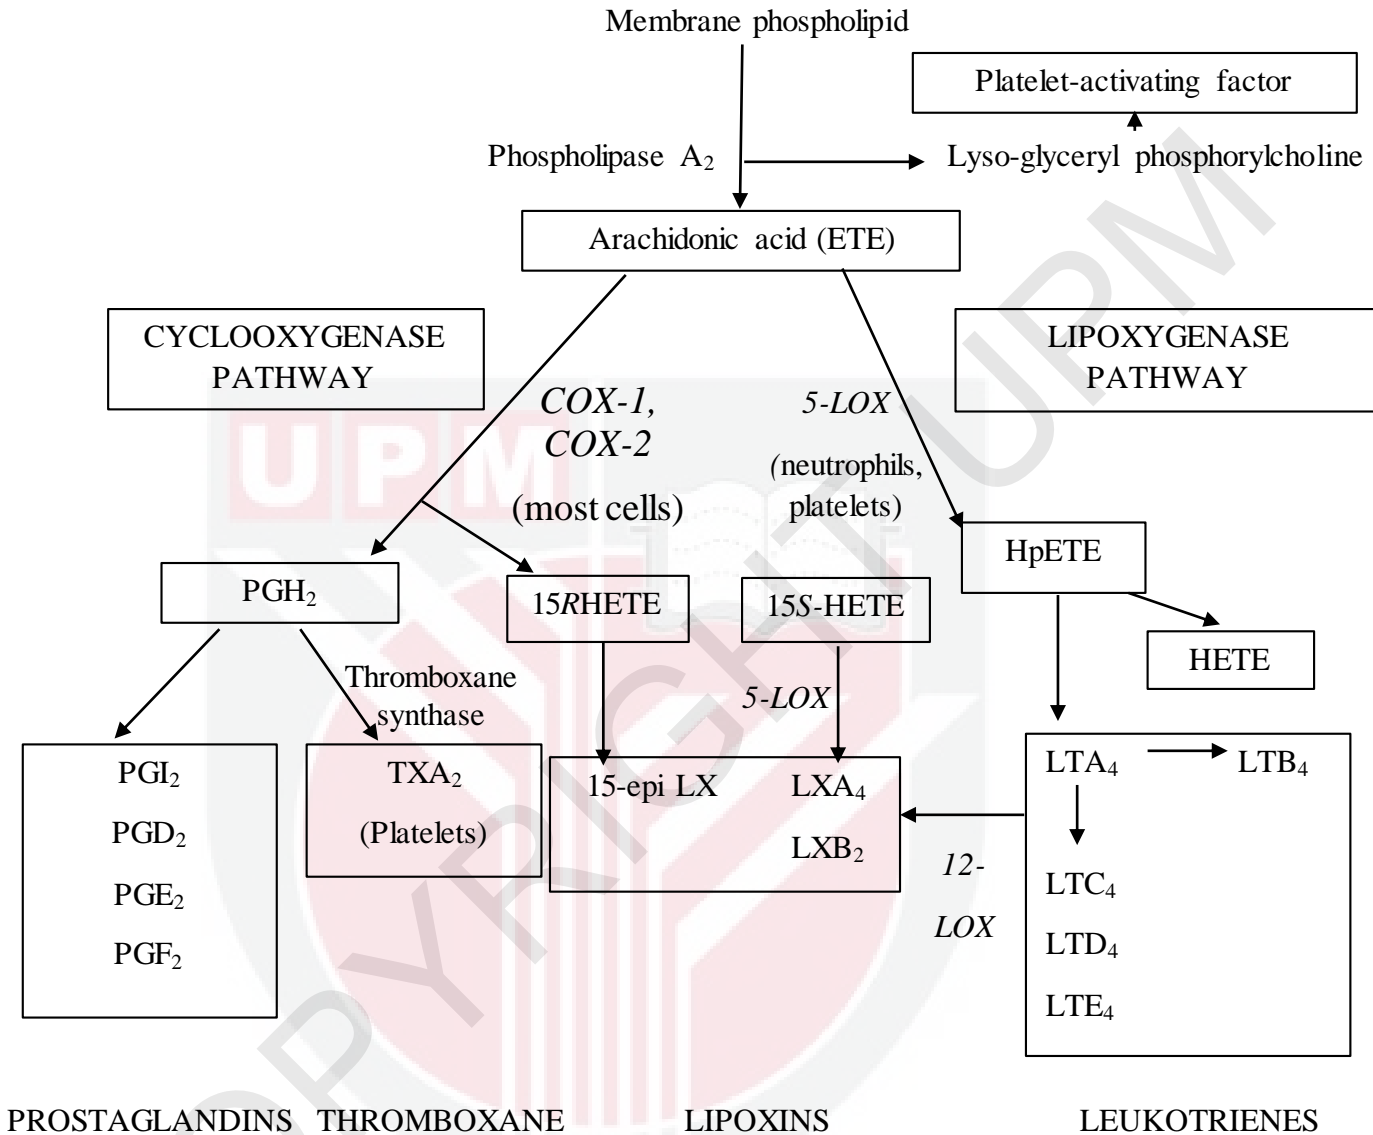 Membrane phospholipid
Platelet-activating factor
Phospholipase A₂
Lyso-glyceryl phosphorylcholine
Arachidonic acid (ETE)
CYCLOOXYGENASE
PATHWAY
LIPOXYGENASE
PATHWAY
COX-1,
COX-2
(most cells)
5-LOX
(neutrophils,
platelets)
UPM
HpETE
PGH₂
15RHETE
15S-HETE
HETE
Thromboxane
synthase
5-LOX
PGI₂
PGD₂
PGE₂
PGF₂
TXA₂
(Platelets)
15-epi LX
LXA₄
LXB₂
12-
LOX
LTA₄
LTB₄
LTC₄
LTD₄
LTE₄
PROSTAGLANDINS THROMBOXANE LIPOXINS LEUKOTRIENES
OPYRIGHT UPM